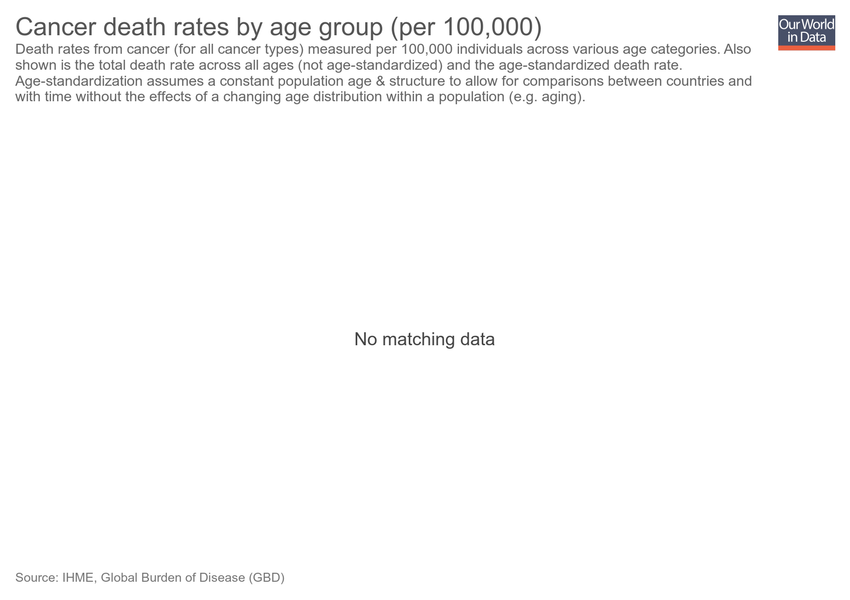 Cancer death rates by age group (per 100,000)
Our World
in Data
Death rates from cancer (for all cancer types) measured per 100,000 individuals across various age categories. Also
shown is the total death rate across all ages (not age-standardized) and the age-standardized death rate.
Age-standardization assumes a constant population age & structure to allow for comparisons between countries and
with time without the effects of a changing age distribution within a population (e.g. aging).
No matching data
Source: IHME, Global Burden of Disease (GBD)